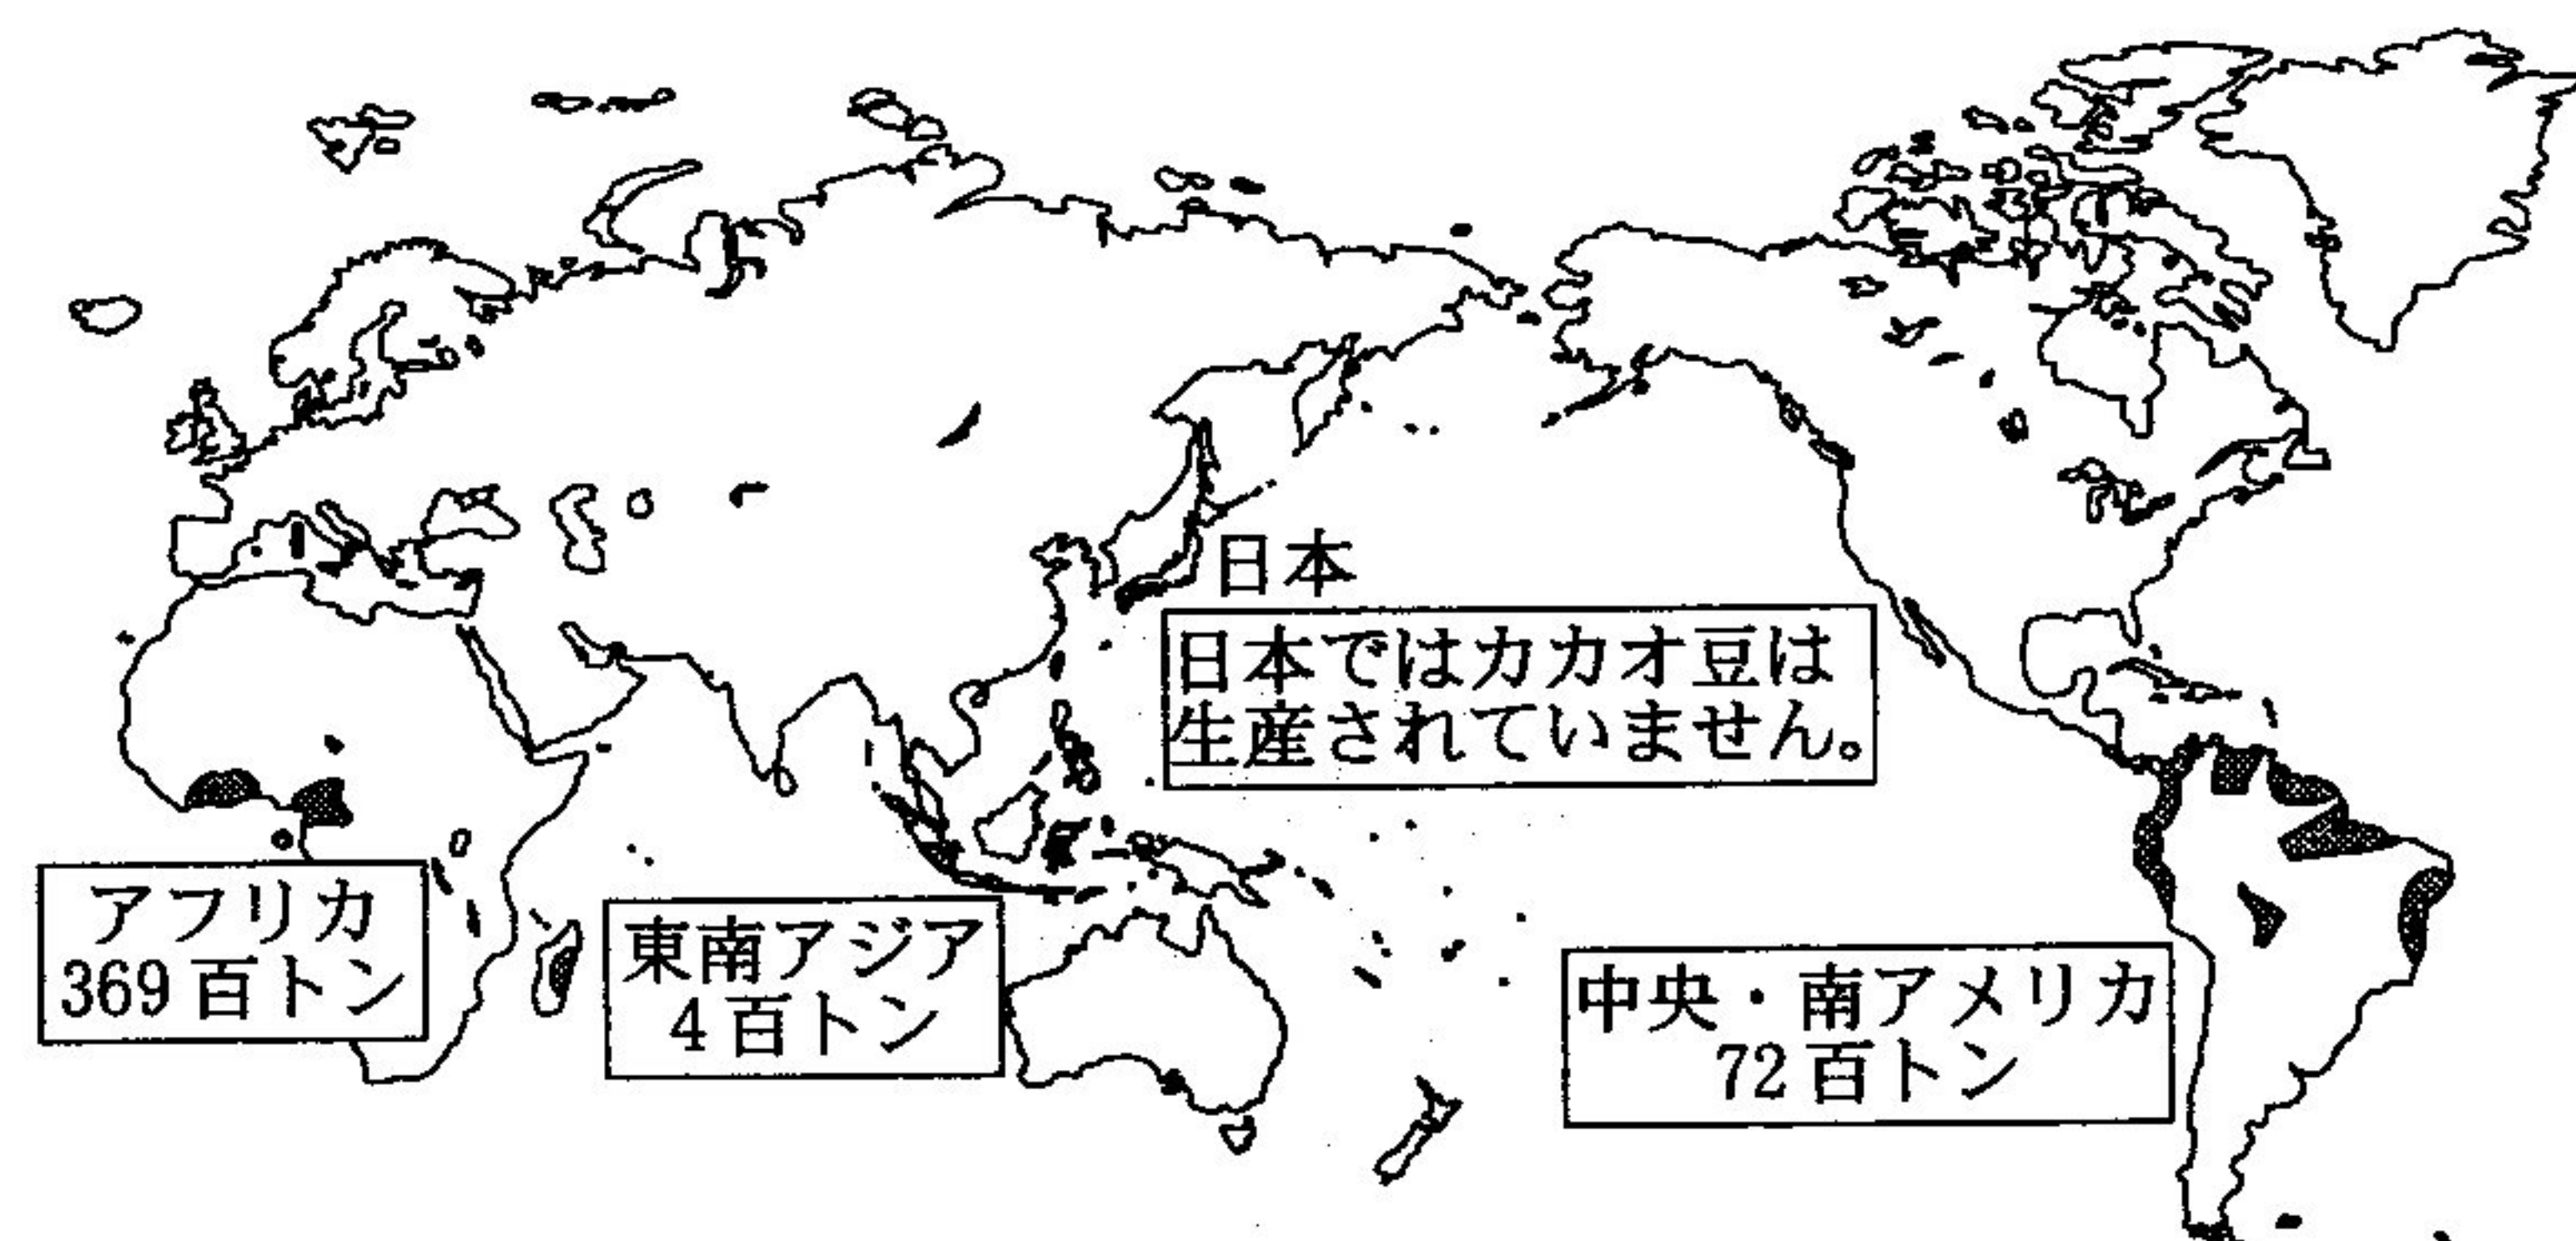 日本
日本ではカカオ豆は
生産されていません。
アフリカ
369百トン
東南アジア
4百トン
中央・南アメリカ
72百トン